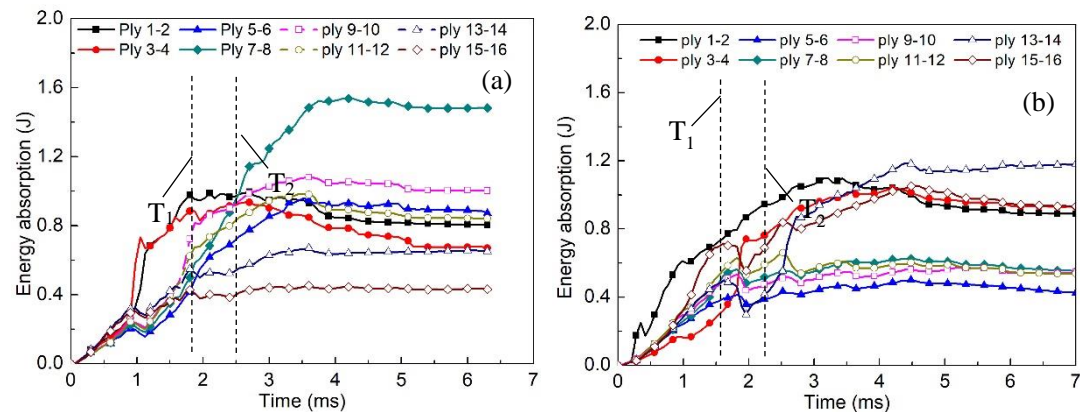 2.0
1.6
1.2
0.8
0.4
0.0
Energy absorption (J)
Ply 1-2 Ply 5-6 ply 9-10 ply 13-14
Ply 3-4 Ply 7-8 ply 11-12 ply 15-16
(a)
T1
T2
0 1 2 3 4 5 6 7
Time (ms)
2.0
1.6
1.2
0.8
0.4
0.0
Energy absorption (J)
ply 1-2 ply 5-6 ply 9-10 ply 13-14
ply 3-4 ply 7-8 ply 11-12 ply 15-16
(b)
T1
T2
0 1 2 3 4 5 6 7
Time (ms)